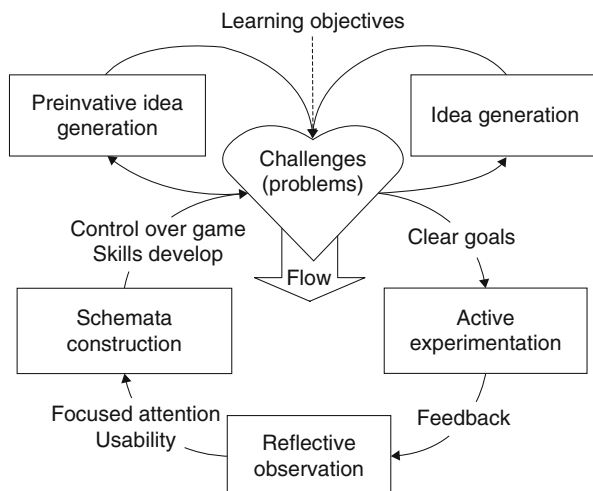 Learning objectives
Preinvative idea
generation
Idea generation
Challenges
(problems)
Control over game
Skills develop
Clear goals
Flow
Schemata
construction
Active
experimentation
Focused attention
Usability
Feedback
Reflective
observation